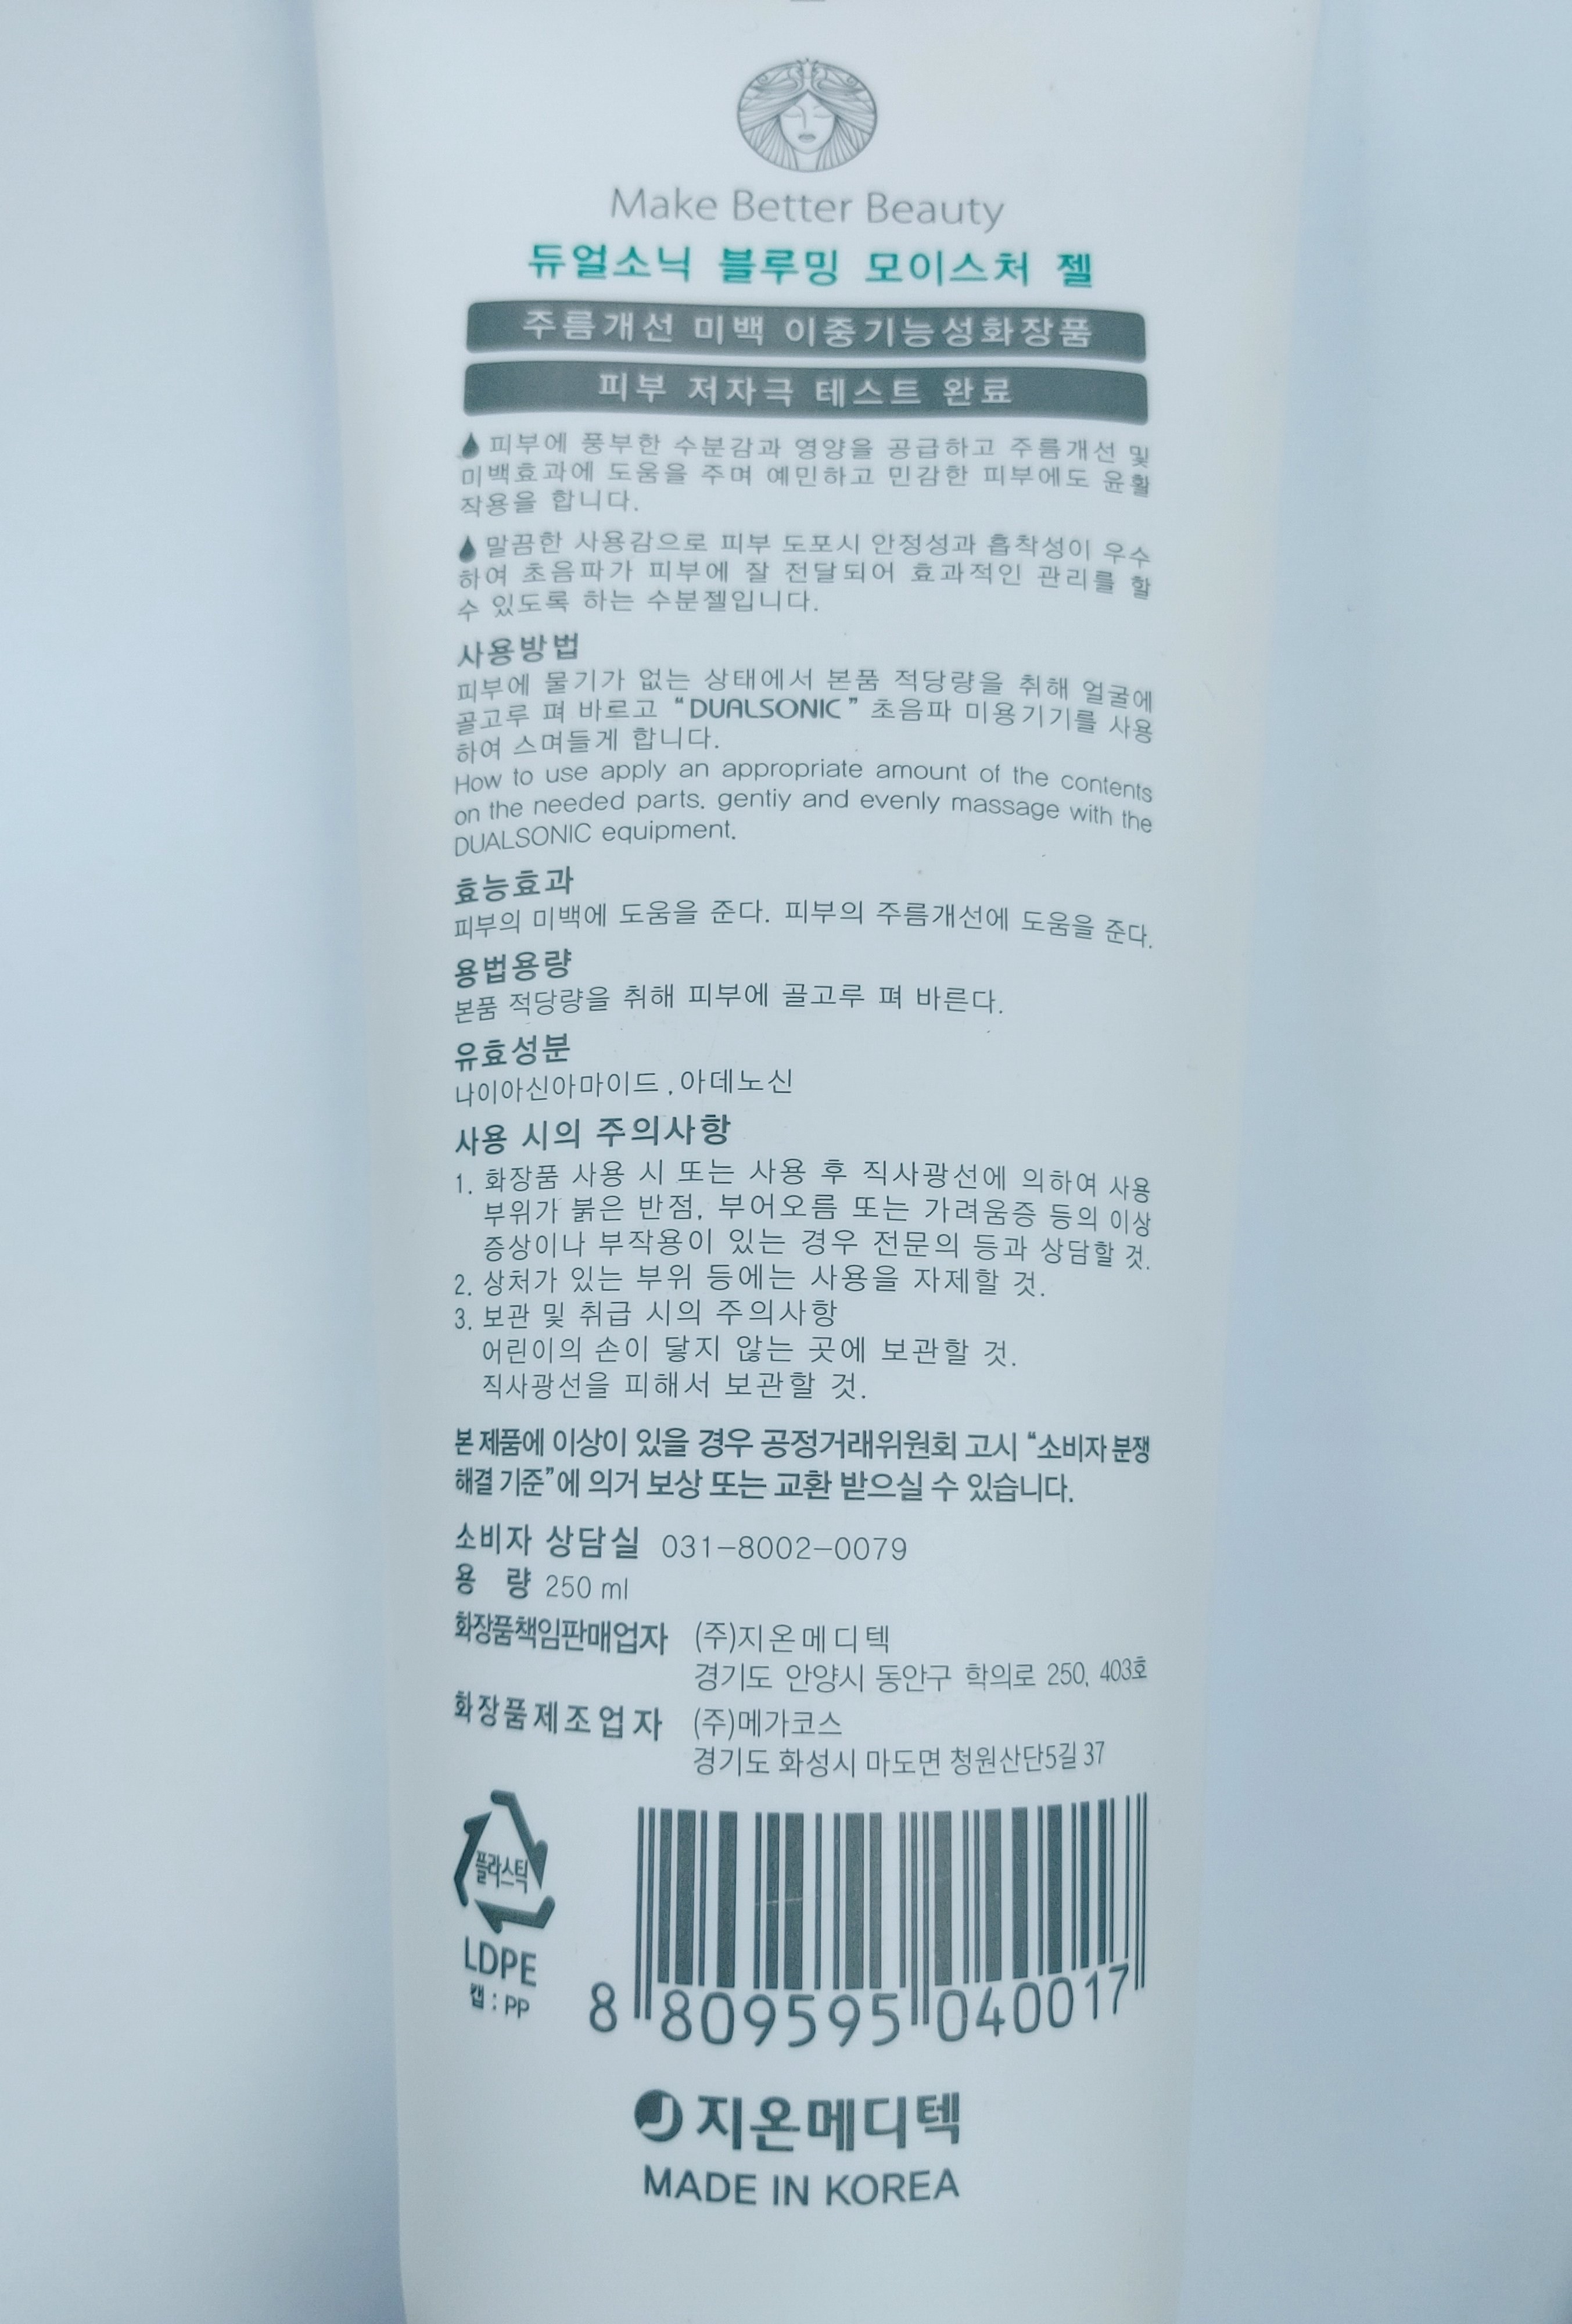 Make Better Beauty
듀얼소닉 블루밍 모이스처 젤
주름개선 미백 이중기능성화장품
피부 저자극 테스트 완료
피부에 풍부한 수분감과 영양을 공급하고 주름개선 및
미백효과에 도움을 주며 예민하고 민감한 피부에도 윤활
작용을 합니다.
말끔한 사용감으로 피부 도포시 안정성과 흡착성이 우수
하여 초음파가 피부에 잘 전달되어 효과적인 관리를 할
수 있도록 하는 수분젤입니다.
사용방법
피부에 물기가 없는 상태에서 본품 적당량을 취해 얼굴에
골고루 펴 바르고 “DUALSONIC” 초음파 미용기기를 사용
하여 스며들게 합니다.
How to use apply an appropriate amount of the contents
on the needed parts. gentiy and evenly massage with the
DUALSONIC equipment.
효능효과
피부의 미백에 도움을 준다. 피부의 주름개선에 도움을 준다.
용법용량
본품 적당량을 취해 피부에 골고루 펴 바른다.
유효성분
나이아신아마이드 , 아데노신
사용 시의 주의사항
1. 화장품 사용 시 또는 사용 후 직사광선에 의하여 사용
부위가 붉은 반점, 부어오름 또는 가려움증 등의 이상
증상이나 부작용이 있는 경우 전문의 등과 상담할 것.
2. 상처가 있는 부위 등에는 사용을 자제할 것.
3. 보관 및 취급 시의 주의사항
어린이의 손이 닿지 않는 곳에 보관할 것.
직사광선을 피해서 보관할 것.
본 제품에 이상이 있을 경우 공정거래위원회 고시 “소비자 분쟁
해결 기준”에 의거 보상 또는 교환 받으실 수 있습니다.
소비자 상담실 031-8002-0079
용 량 250 ml
화장품책임판매업자 (주)지온메디텍
경기도 안양시 동안구 학의로 250, 403호
화장품제조업자 (주)메가코스
경기도 화성시 마도면 청원산단5길 37
플라스틱
LDPE
캡 : PP
8 809595 040017
지온메디텍
MADE IN KOREA